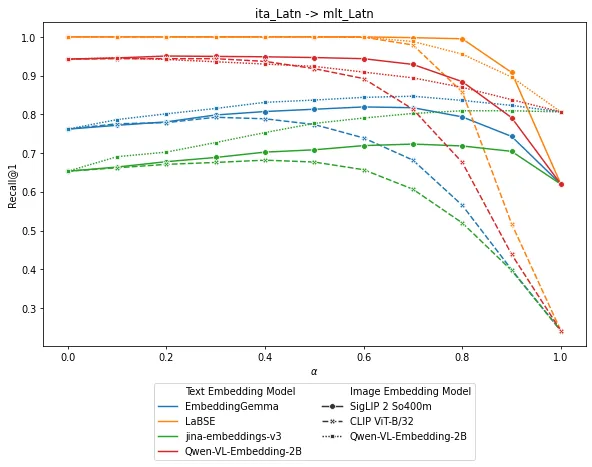 ita_Latn -> mlt_Latn
Recall@1
1.0
0.9
0.8
0.7
0.6
0.5
0.4
0.3
0.0 0.2 0.4 0.6 0.8 1.0
α
Text Embedding Model
EmbeddingGemma
LaBSE
jina-embeddings-v3
Qwen-VL-Embedding-2B
Image Embedding Model
SigLIP 2 So400m
CLIP ViT-B/32
Qwen-VL-Embedding-2B